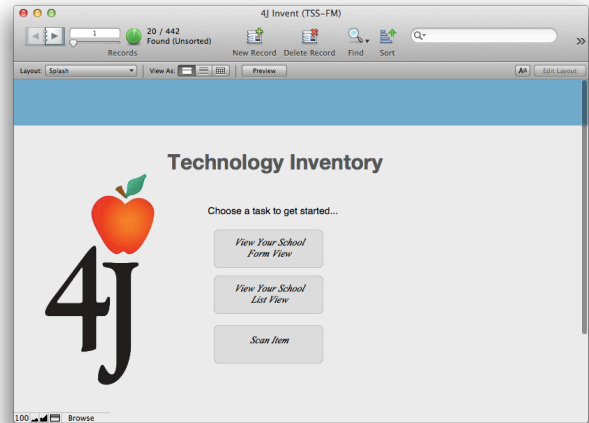 4J Invent (TSS-FM)
1
20 / 442
Found (Unsorted)
Records
New Record
Delete Record
Find
Sort
Layout: Splash
View As:
Preview
Aa
Edit Layout
Technology Inventory
Choose a task to get started...
View Your School
Form View
View Your School
List View
Scan Item
4J
100
Browse